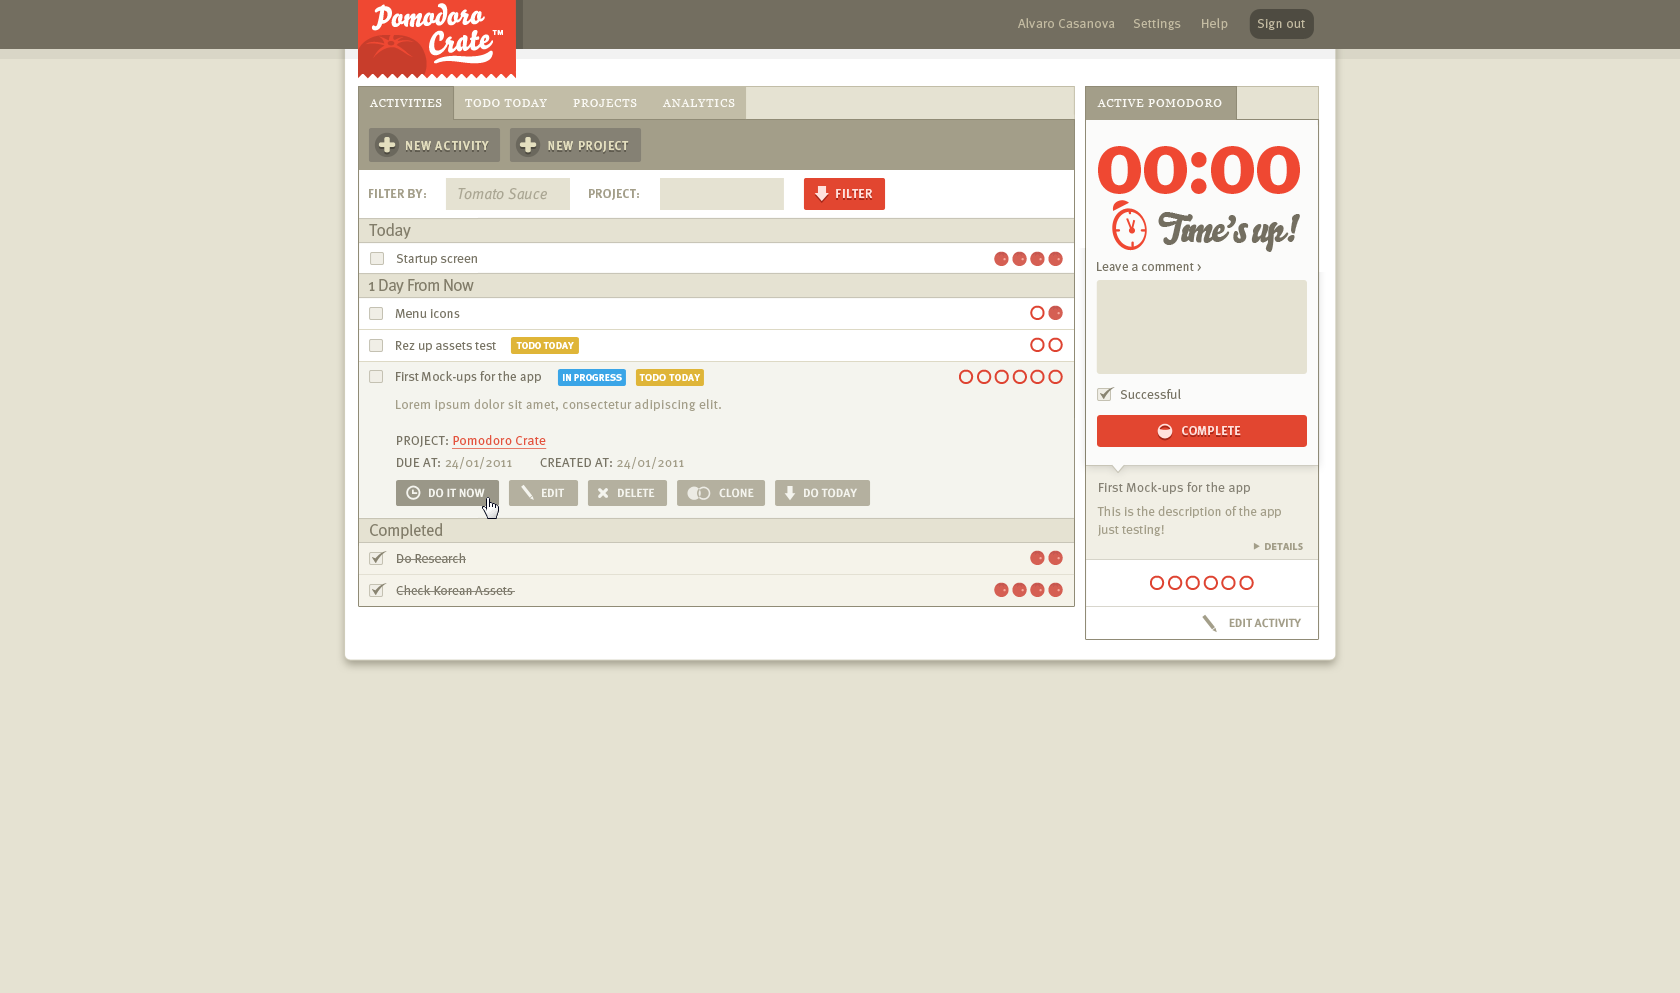 Pomodoro
Crate™
Alvaro Casanova Settings Help Sign out
ACTIVITIES TODO TODAY PROJECTS ANALYTICS
NEW ACTIVITY NEW PROJECT
FILTER BY: Tomato Sauce PROJECT: FILTER
Today
Startup screen
1 Day From Now
Menu icons
Rez up assets test TODO TODAY
First Mock-ups for the app IN PROGRESS TODO TODAY
Lorem ipsum dolor sit amet, consectetur adipiscing elit.
PROJECT: Pomodoro Crate
DUE AT: 24/01/2011 CREATED AT: 24/01/2011
DO IT NOW EDIT DELETE CLONE DO TODAY
Completed
Do Research
Check Korean Assets
ACTIVE POMODORO
00:00
Time's up!
Leave a comment ›
Successful
COMPLETE
First Mock-ups for the app
This is the description of the app
just testing!
DETAILS
EDIT ACTIVITY